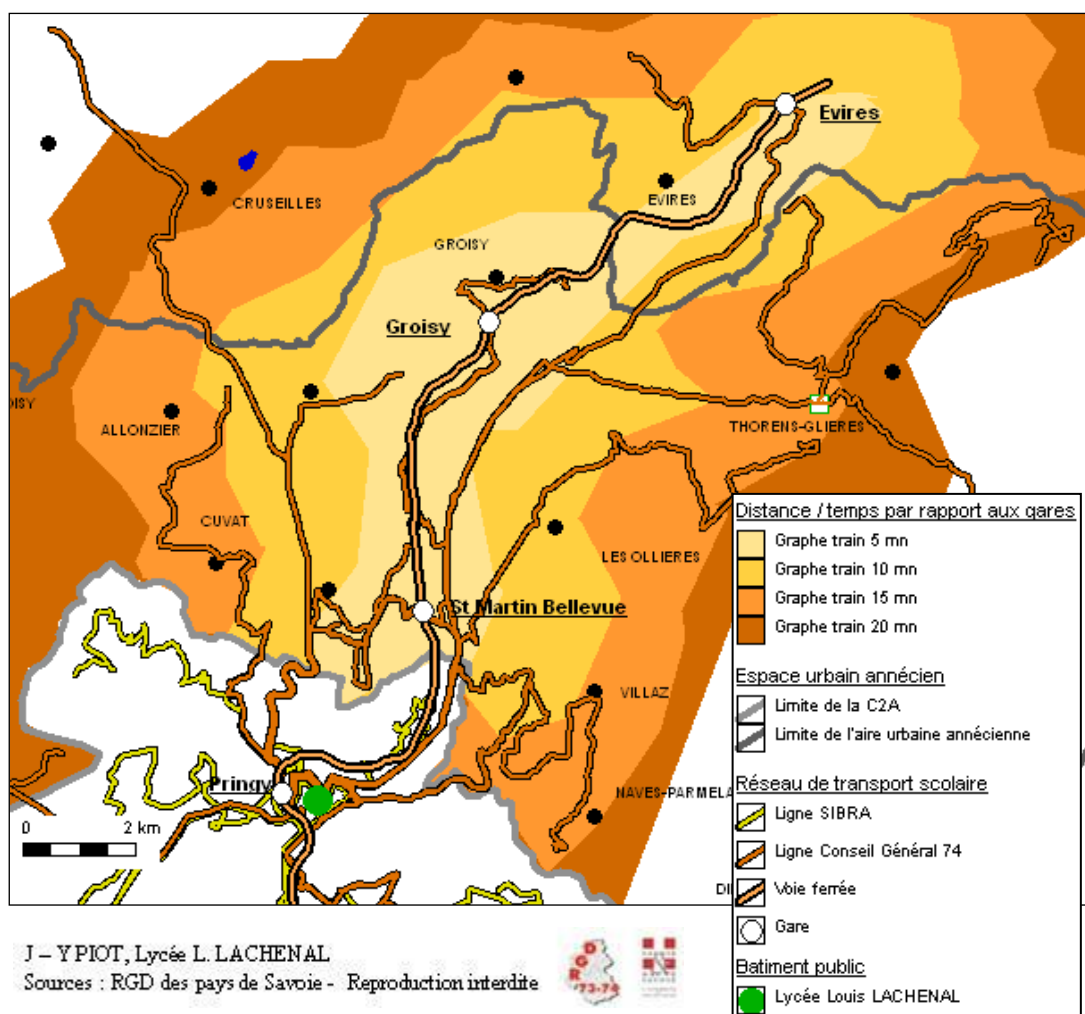 Evires
CRUSEILLES
EVIRES
GROISY
Groisy
OISY
ALLONZIER
THORENS-GLIERES
CUVAT
LES OLLIERES
St Martin Bellevue
VILLAZ
Pringy
NAVES-PARMELA
0 2 km
DI
Distance / temps par rapport aux gares
Graphe train 5 mn
Graphe train 10 mn
Graphe train 15 mn
Graphe train 20 mn
Espace urbain annécien
Limite de la C2A
Limite de l'aire urbaine annécienne
Réseau de transport scolaire
Ligne SIBRA
Ligne Conseil Général 74
Voie ferrée
Gare
Batiment public
Lycée Louis LACHENAL
J – Y PIOT, Lycée L. LACHENAL
Sources : RGD des pays de Savoie - Reproduction interdite
R G D
73-74